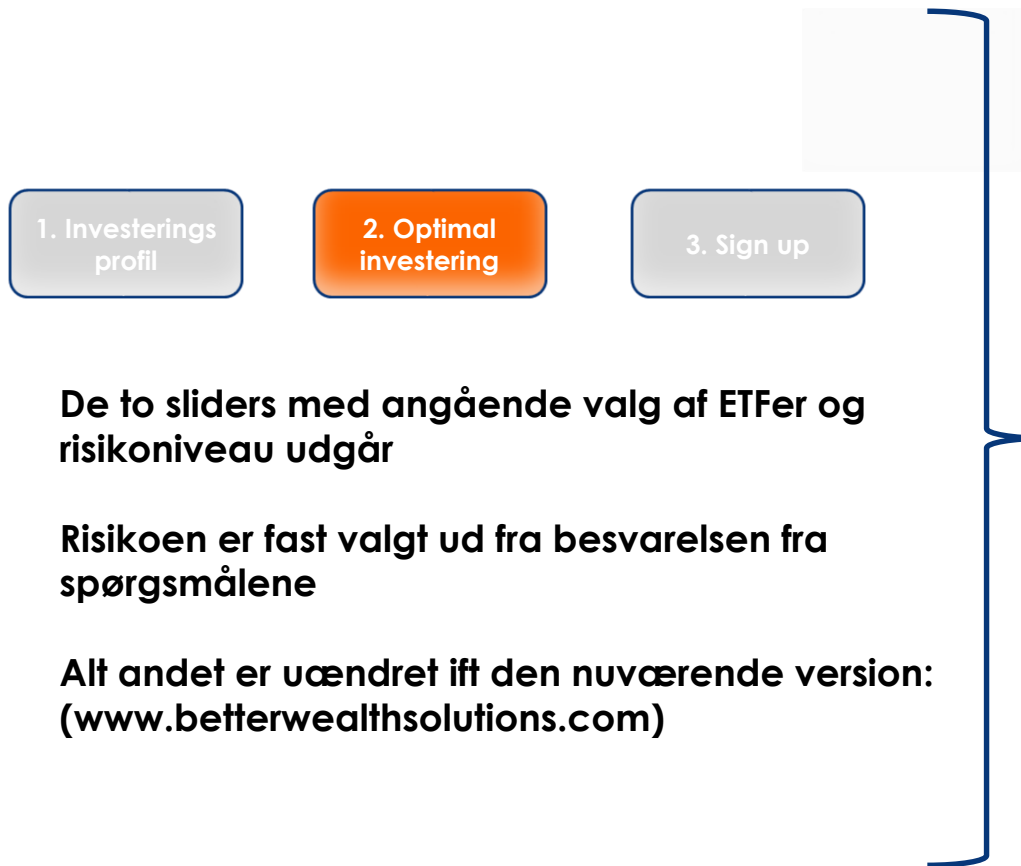 1. Investerings
profil
2. Optimal
investering
3. Sign up
De to sliders med angående valg af ETFer og
risikoniveau udgår
Risikoen er fast valgt ud fra besvarelsen fra
spørgsmålene
Alt andet er uændret ift den nuværende version:
(www.betterwealthsolutions.com)